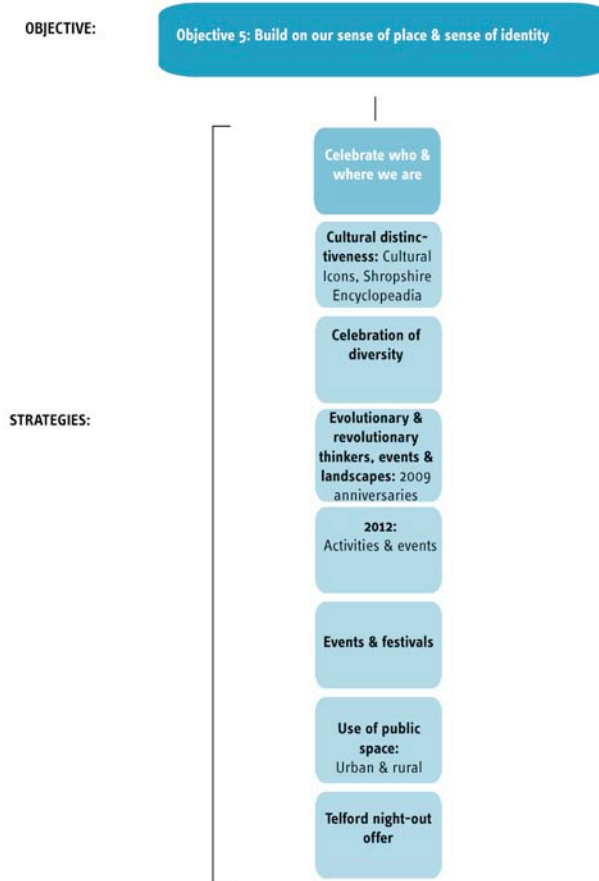 OBJECTIVE:
Objective 5: Build on our sense of place & sense of identity
Celebrate who &
where we are
Cultural distinc-
tiveness: Cultural
Icons, Shropshire
Encyclopeadia
Celebration of
diversity
STRATEGIES:
Evolutionary &
revolutionary
thinkers, events &
landscapes: 2009
anniversaries
2012:
Activities & events
Events & festivals
Use of public
space:
Urban & rural
Telford night-out
offer